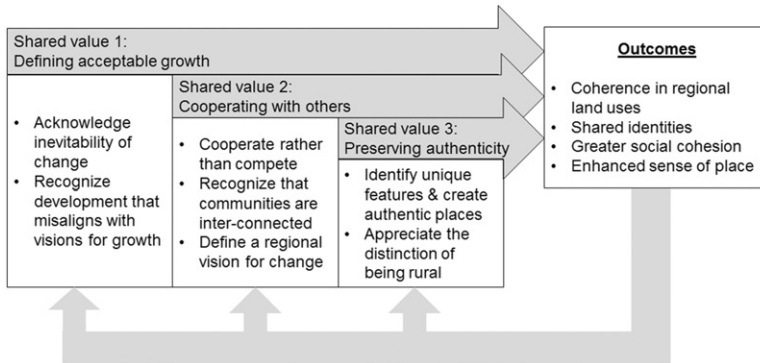 Shared value 1:
Defining acceptable growth
• Acknowledge
inevitability of
change
• Recognize
development that
misaligns with
visions for growth
Shared value 2:
Cooperating with others
• Cooperate rather
than compete
• Recognize that
communities are
inter-connected
• Define a regional
vision for change
Shared value 3:
Preserving authenticity
• Identify unique
features & create
authentic places
• Appreciate the
distinction of
being rural
Outcomes
• Coherence in regional
land uses
• Shared identities
• Greater social cohesion
• Enhanced sense of place